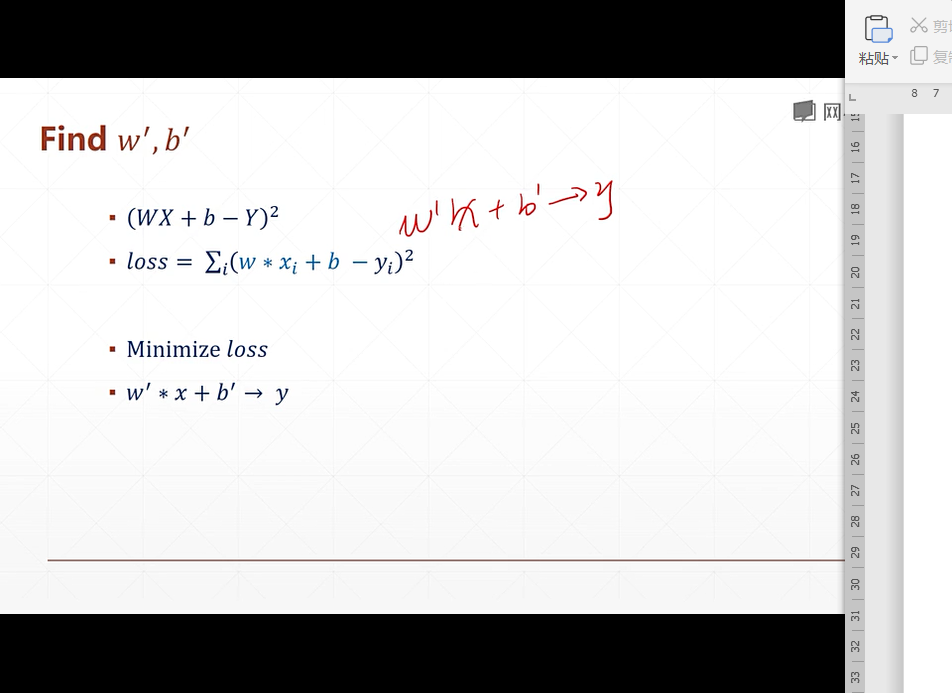 剪
粘贴
复
8 7
Find w′, b′
(WX + b − Y)²
w' x + b' → y
loss = ∑ᵢ(w ∗ xᵢ + b − yᵢ)²
Minimize loss
w′ ∗ x + b′ → y
15
16
17
18
19
20
21
22
23
24
25
26
27
28
29
30
31
32
33